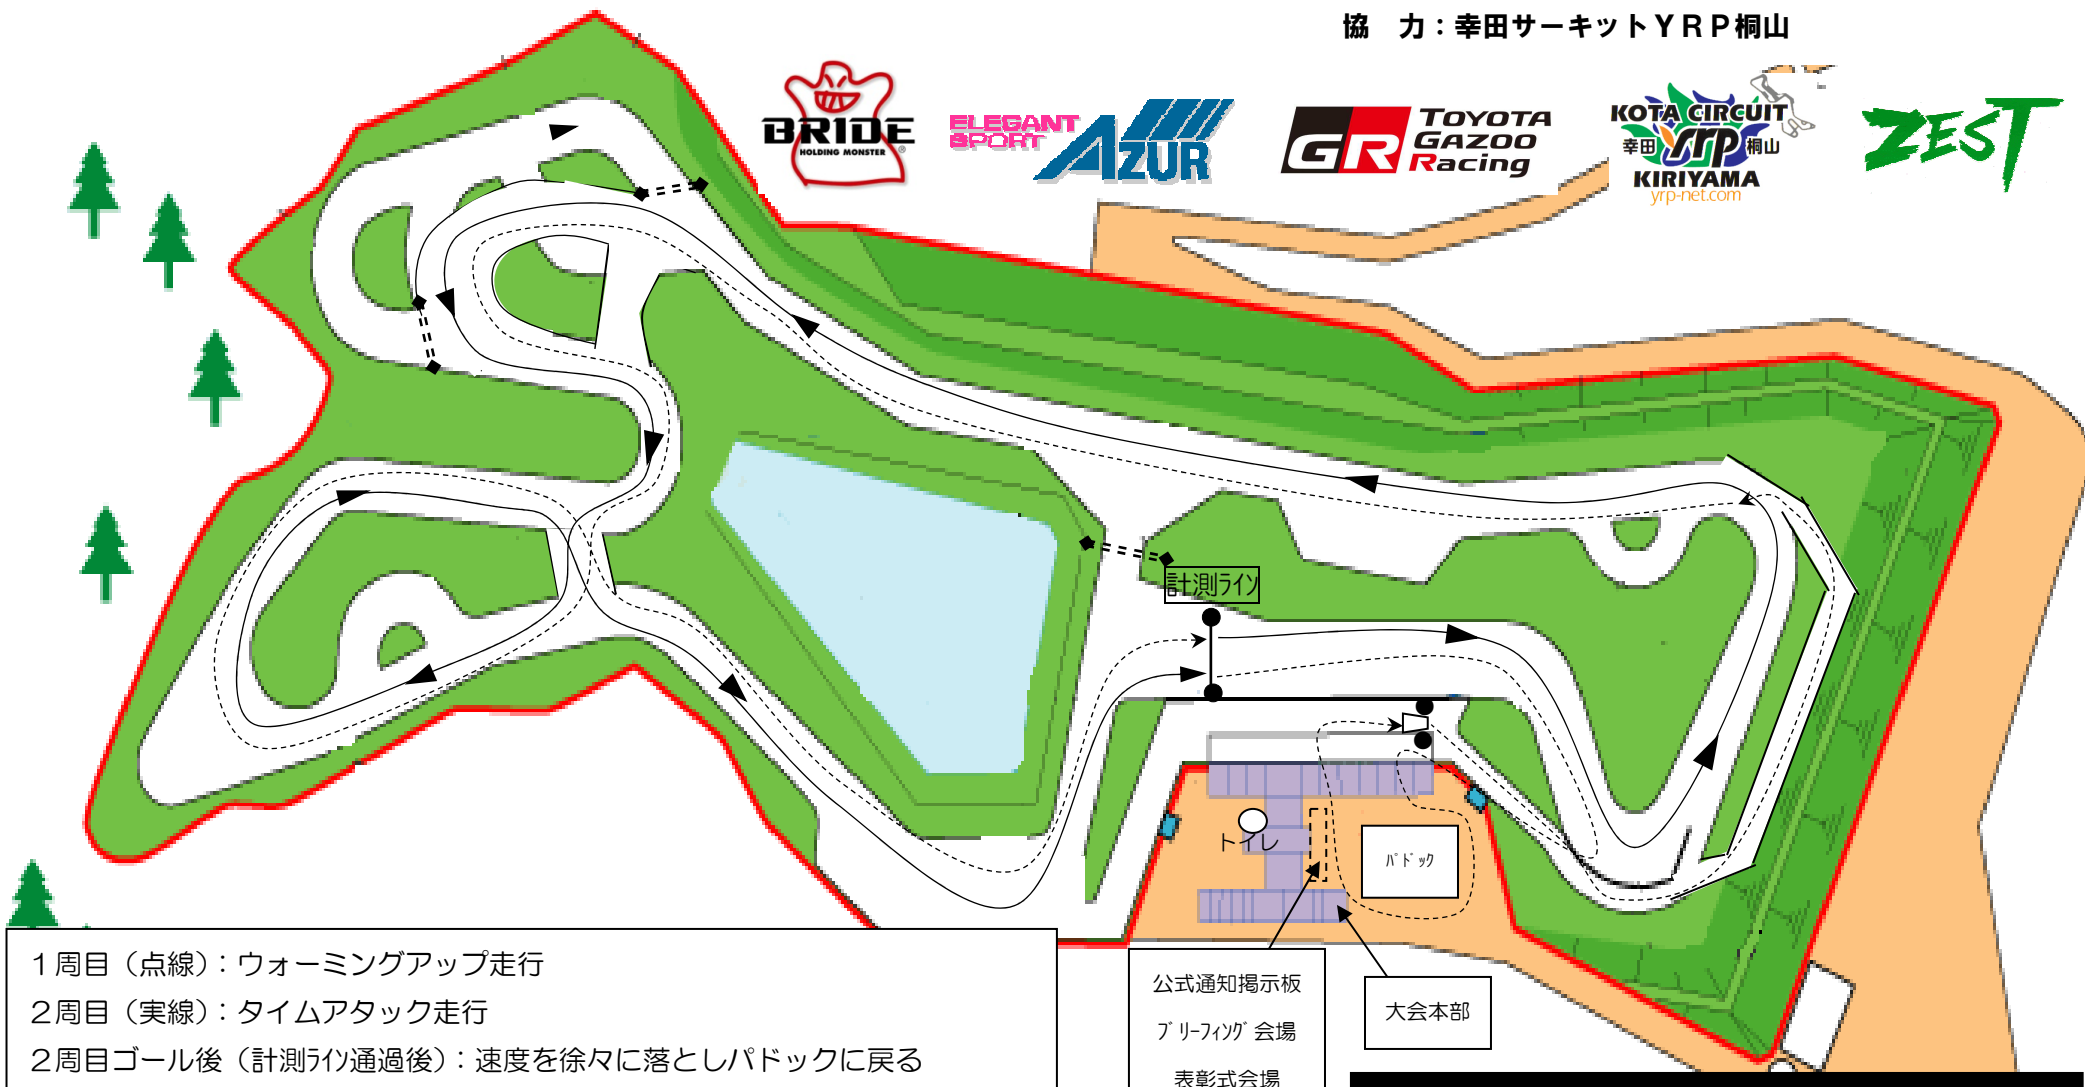 協　力：幸田サーキットＹＲＰ桐山
BRIDE
HOLDING MONSTER
ELEGANT
SPORT
AZUR
GR
TOYOTA
GAZOO
Racing
KOTA CIRCUIT
幸田 yrp 桐山
KIRIYAMA
yrp-net.com
ZEST
計測ﾗｲﾝ
トイレ
ﾊﾟﾄﾞｯｸ
１周目（点線）：ウォーミングアップ走行
２周目（実線）：タイムアタック走行
２周目ゴール後（計測ﾗｲﾝ通過後）：速度を徐々に落としパドックに戻る
公式通知掲示板
ﾌﾞﾘｰﾌｨﾝｸﾞ会場
表彰式会場
大会本部